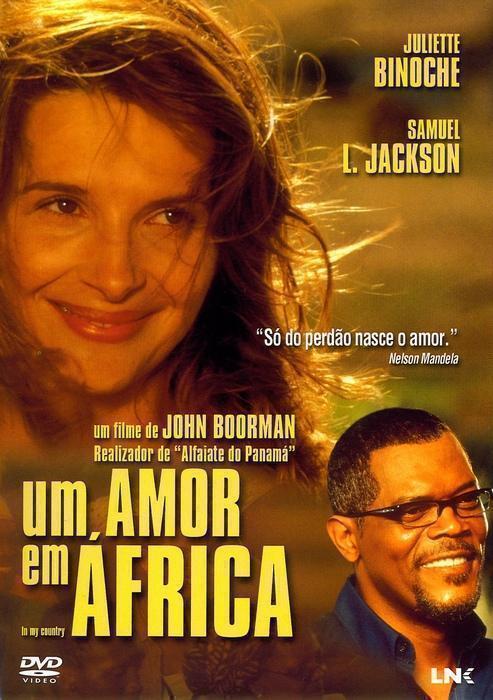 JULIETTE
BINOCHE
SAMUEL
L. JACKSON
“Só do perdão nasce o amor.”
Nelson Mandela
um filme de JOHN BOORMAN
Realizador de “Alfaiate do Panamá”
um AMOR
em ÁFRICA
In my country
DVD
VIDEO
LNK